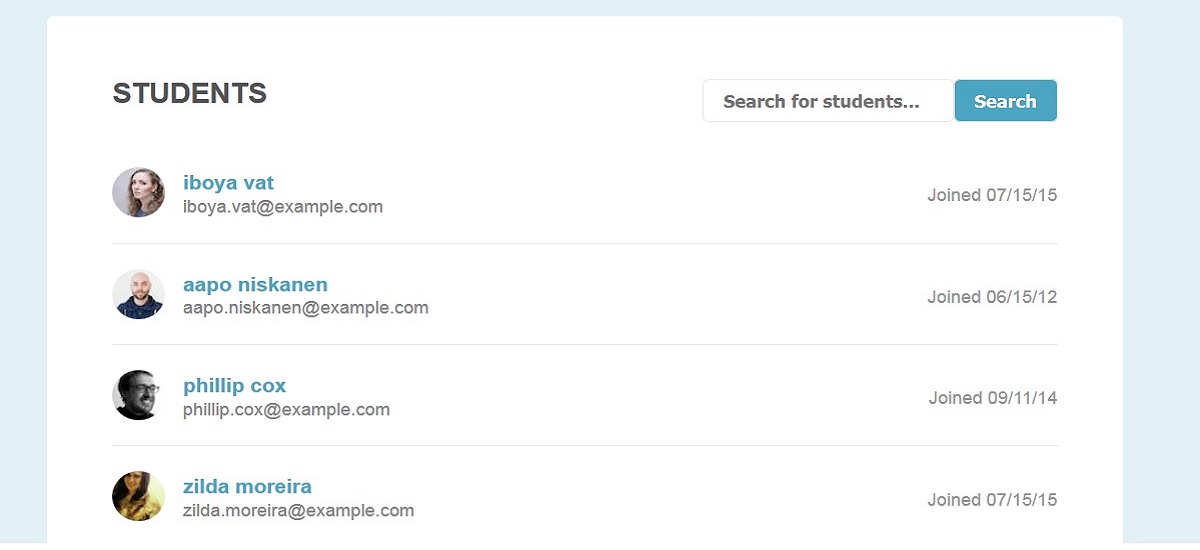 STUDENTS
Search for students...
Search
iboya vat
iboya.vat@example.com
Joined 07/15/15
aapo niskanen
aapo.niskanen@example.com
Joined 06/15/12
phillip cox
phillip.cox@example.com
Joined 09/11/14
zilda moreira
zilda.moreira@example.com
Joined 07/15/15